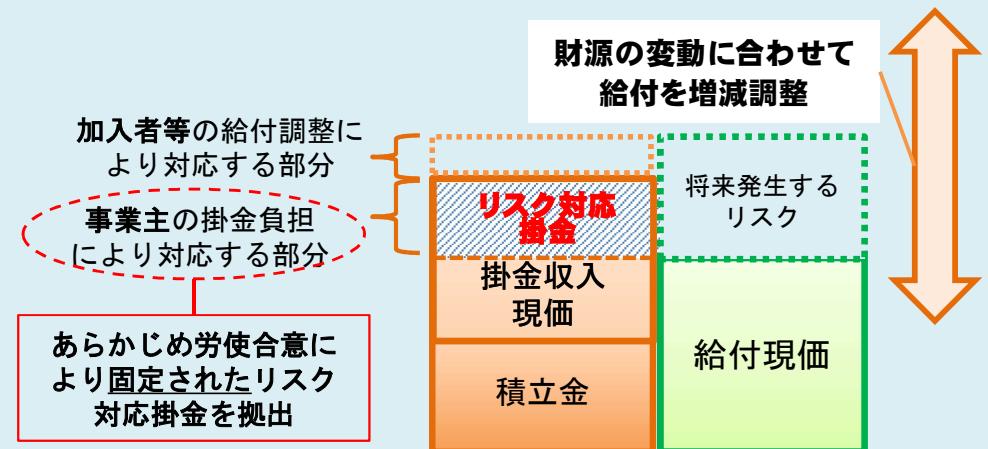 財源の変動に合わせて
給付を増減調整
加入者等の給付調整に
より対応する部分
事業主の掛金負担
により対応する部分
あらかじめ労使合意に
より固定されたリスク
対応掛金を拠出
リスク対応
掛金
掛金収入
現価
積立金
将来発生する
リスク
給付現価